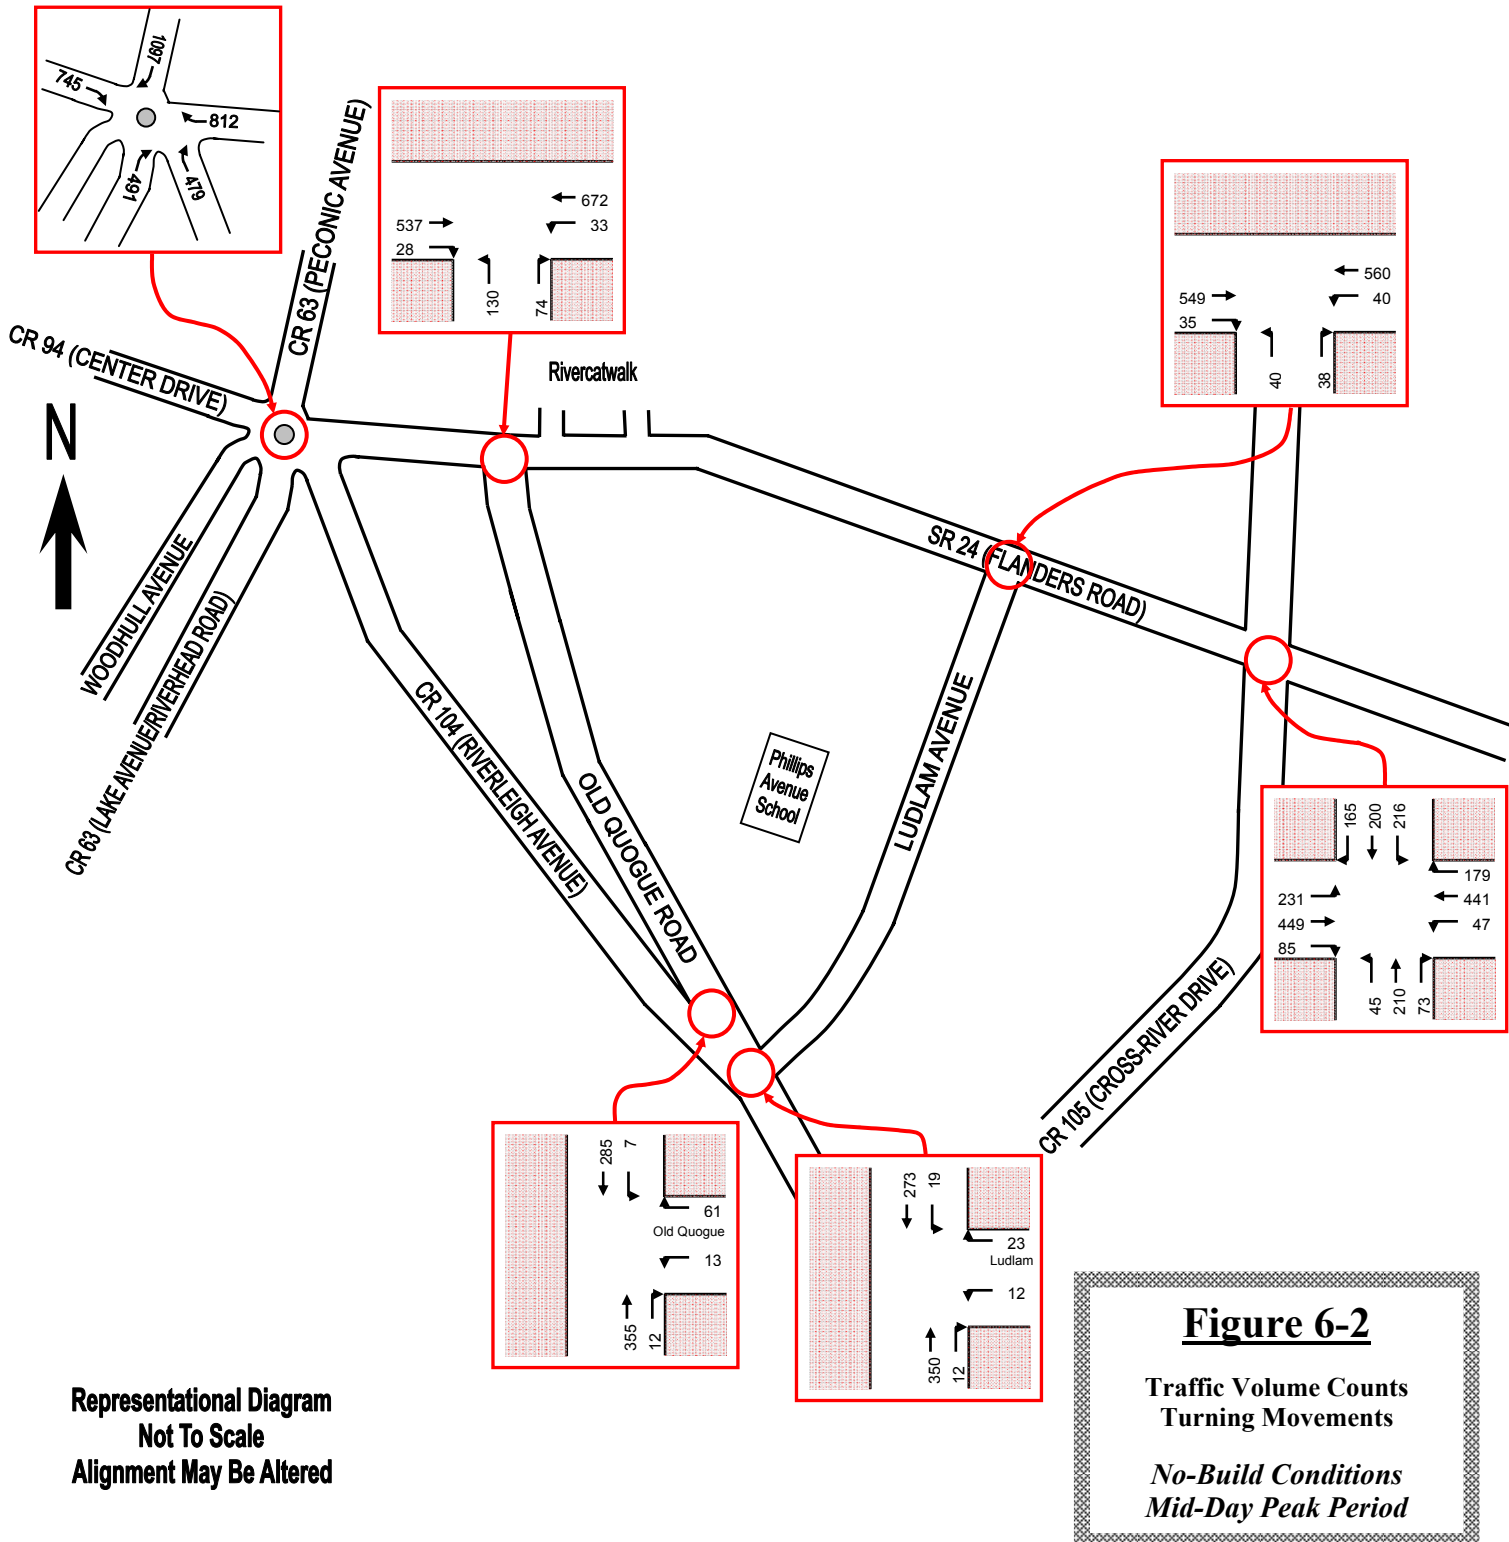 1097
745
812
491
479
CR 63 (PECONIC AVENUE)
672
537
33
28
130
74
560
549
40
35
40
38
CR 94 (CENTER DRIVE)
Rivercatwalk
N
SR 24 (FLANDERS ROAD)
WOODHULL AVENUE
CR 63 (LAKE AVENUE/RIVERHEAD ROAD)
CR 104 (RIVERLEIGH AVENUE)
OLD QUOGUE ROAD
Phillips
Avenue
School
LUDLAM AVENUE
CR 105 (CROSS-RIVER DRIVE)
165
200
216
179
231
441
449
47
85
45
210
73
285
7
61
Old Quogue
13
355
12
273
19
23
Ludlam
12
350
12
Representational Diagram
Not To Scale
Alignment May Be Altered
Figure 6-2
Traffic Volume Counts
Turning Movements
No-Build Conditions
Mid-Day Peak Period